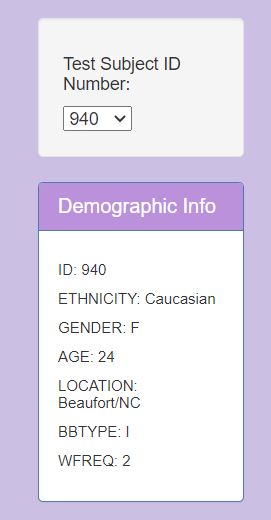 Test Subject ID
Number:
940
Demographic Info
ID: 940
ETHNICITY: Caucasian
GENDER: F
AGE: 24
LOCATION:
Beaufort/NC
BBTYPE: I
WFREQ: 2